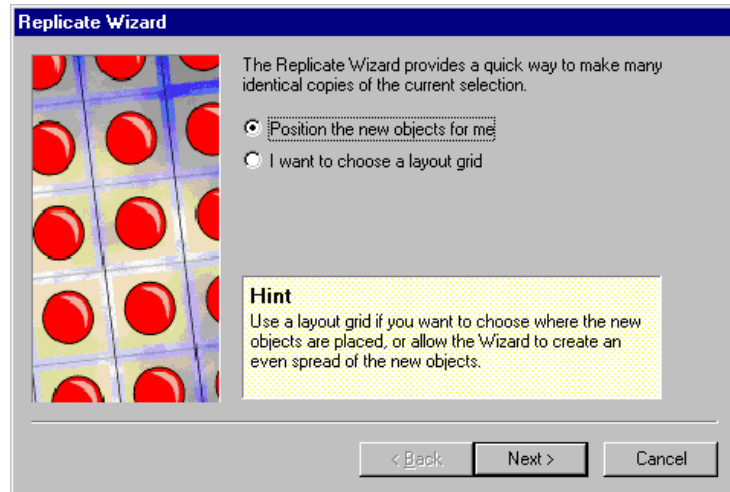 Replicate Wizard
The Replicate Wizard provides a quick way to make many
identical copies of the current selection.
Position the new objects for me
I want to choose a layout grid
Hint
Use a layout grid if you want to choose where the new
objects are placed, or allow the Wizard to create an
even spread of the new objects.
< Back
Next >
Cancel